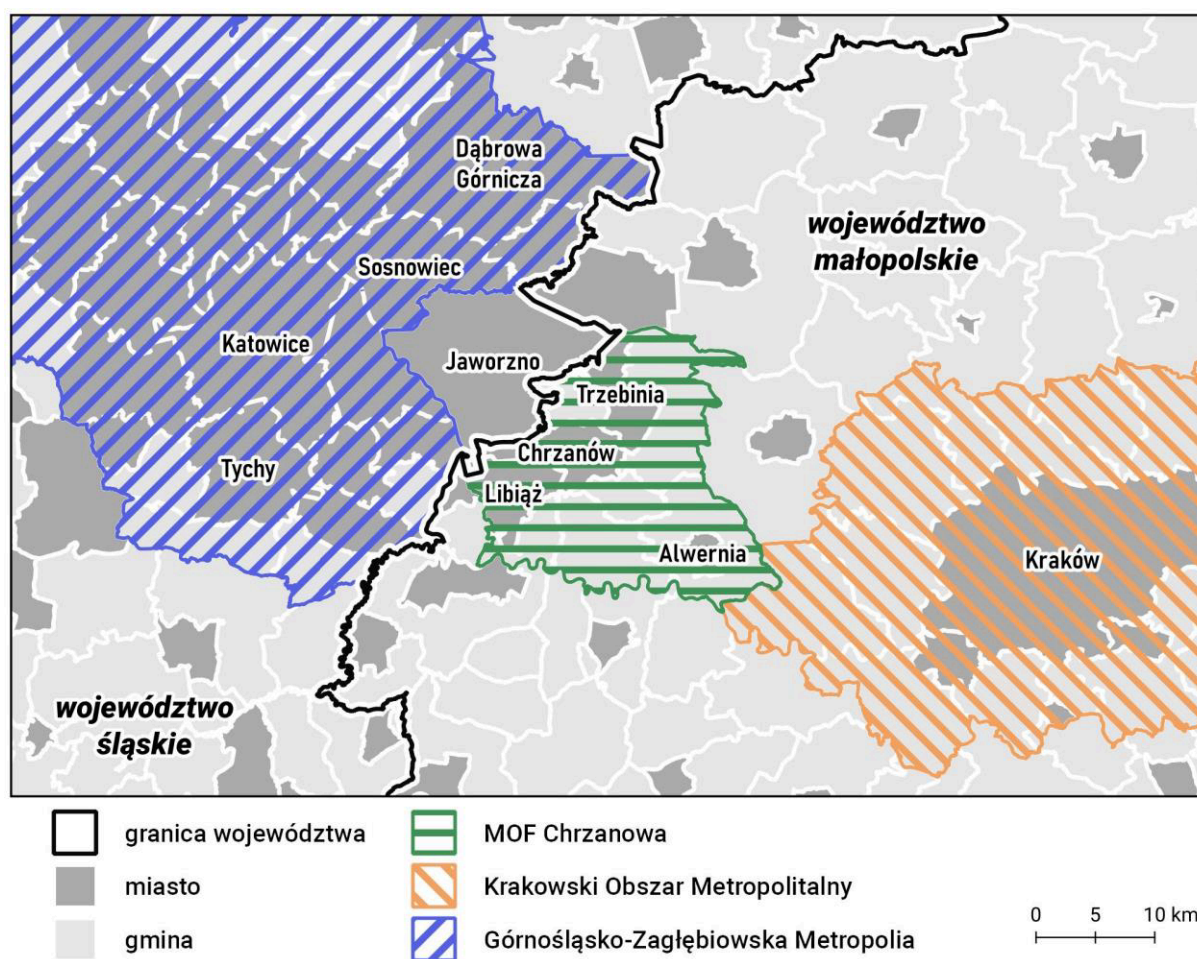 Dąbrowa
Górnicza
województwo
małopolskie
Sosnowiec
Katowice
Jaworzno
Trzebinia
Chrzanów
Tychy
Libiąż
Alwernia
Kraków
województwo
śląskie
granica województwa
miasto
gmina
MOF Chrzanowa
Krakowski Obszar Metropolitalny
Górnośląsko-Zagłębiowska Metropolia
0 5 10 km